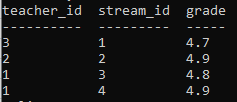 teacher_id  stream_id  grade
----------  ---------  -----
3           1          4.7
2           2          4.9
1           3          4.8
1           4          4.9